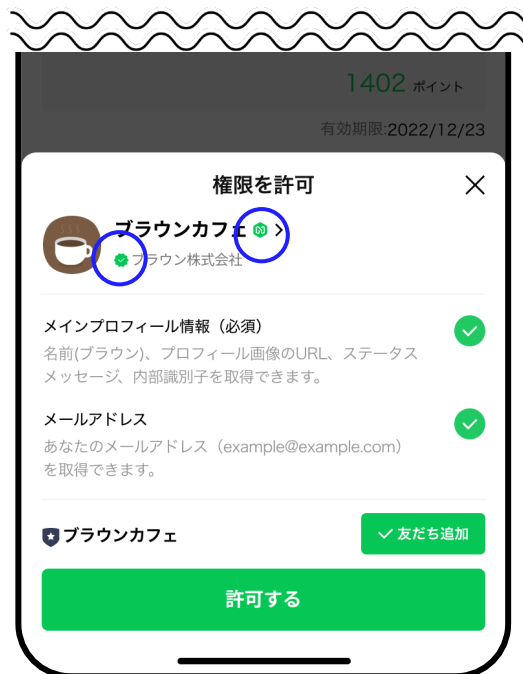 1402 ポイント
有効期限:2022/12/23
権限を許可
ブラウンカフェ
ブラウン株式会社
メインプロフィール情報（必須）
名前(ブラウン)、プロフィール画像のURL、ステータス
メッセージ、内部識別子を取得できます。
メールアドレス
あなたのメールアドレス（example@example.com）
を取得できます。
ブラウンカフェ
友だち追加
許可する